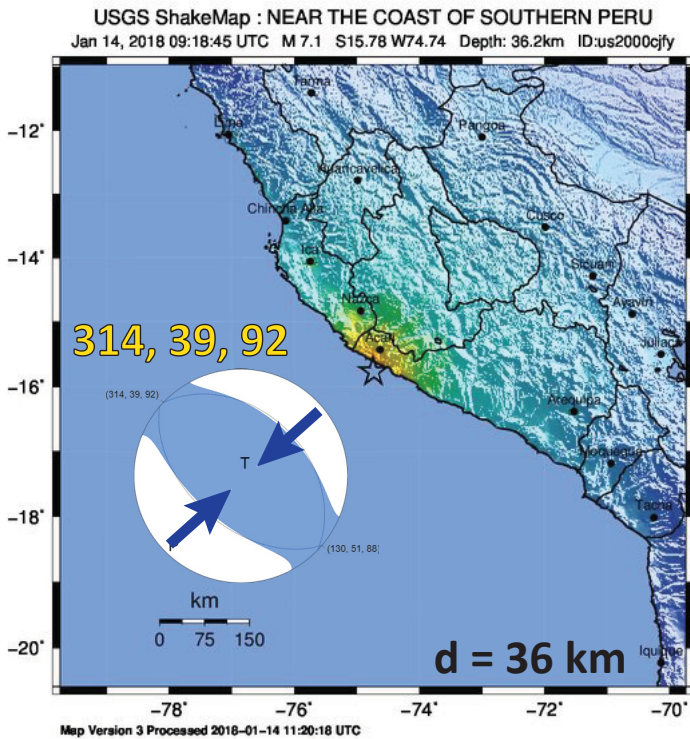 USGS ShakeMap : NEAR THE COAST OF SOUTHERN PERU
Jan 14, 2018 09:18:45 UTC M 7.1 S15.78 W74.74 Depth: 36.2km ID:us2000cjfy
Tarma
-12°
Lima
Pangoa
Huancavelica
Chincha Alta
Cusco
-14°
Ica
Sicuani
Nazca
Ayaviri
314, 39, 92
Acari
Juliaca
-16°
(314, 39, 92)
Arequipa
T
Moquegua
-18°
Tacna
P
(130, 51, 88)
km
0 75 150
-20°
d = 36 km
Iquique
-78° -76° -74° -72° -70°
Map Version 3 Processed 2018-01-14 11:20:18 UTC